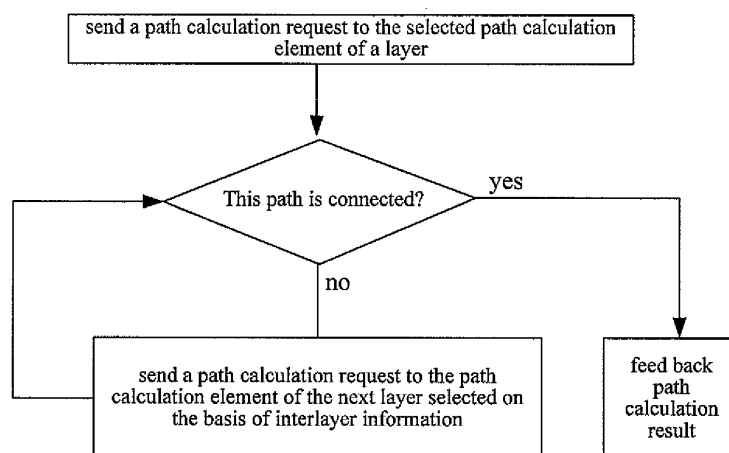 send a path calculation request to the selected path calculation
element of a layer
This path is connected?
yes
no
send a path calculation request to the path
calculation element of the next layer selected on
the basis of interlayer information
feed back
path
calculation
result